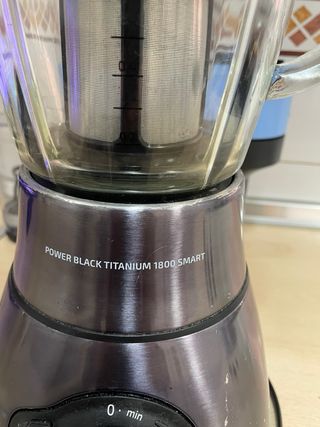 POWER BLACK TITANIUM 1800 SMART
0 · min